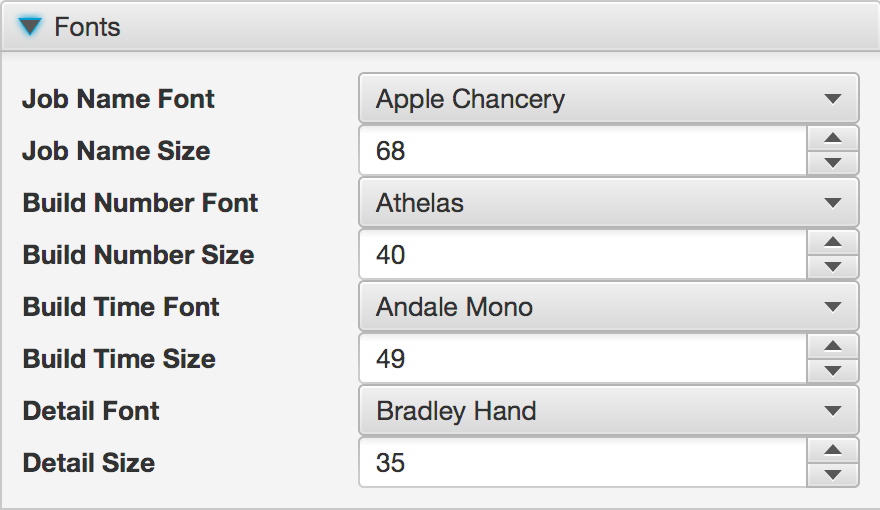 Fonts
Job Name Font Apple Chancery
Job Name Size 68
Build Number Font Athelas
Build Number Size 40
Build Time Font Andale Mono
Build Time Size 49
Detail Font Bradley Hand
Detail Size 35